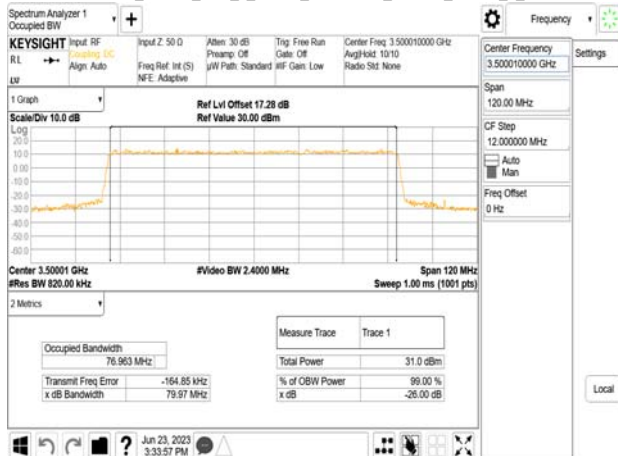 Spectrum Analyzer 1
Occupied BW
Frequency
KEYSIGHT
RL
LV
Input: RF
Coupling: DC
Align: Auto
Input Z: 50 Ω
Freq Ref: Int (S)
NFE: Adaptive
Atten: 30 dB
Preamp: Off
µW Path: Standard
Trig: Free Run
Gate: Off
#IF Gain: Low
Center Freq: 3.500010000 GHz
Avg|Hold: 10/10
Radio Std: None
Center Frequency
3.500010000 GHz
Settings
Span
120.00 MHz
CF Step
12.000000 MHz
Auto
Man
Freq Offset
0 Hz
Local
1 Graph
Scale/Div 10.0 dB
Ref Lvl Offset 17.28 dB
Ref Value 30.00 dBm
Log
20.0
10.0
0.00
-10.0
-20.0
-30.0
-40.0
-50.0
-60.0
Center 3.50001 GHz
#Res BW 820.00 kHz
#Video BW 2.4000 MHz
Span 120 MHz
Sweep 1.00 ms (1001 pts)
2 Metrics
Measure Trace Trace 1
Occupied Bandwidth
76.963 MHz
Total Power 31.0 dBm
Transmit Freq Error -164.85 kHz
% of OBW Power 99.00 %
x dB Bandwidth 79.97 MHz
x dB -26.00 dB
Jun 23, 2023
3:33:57 PM